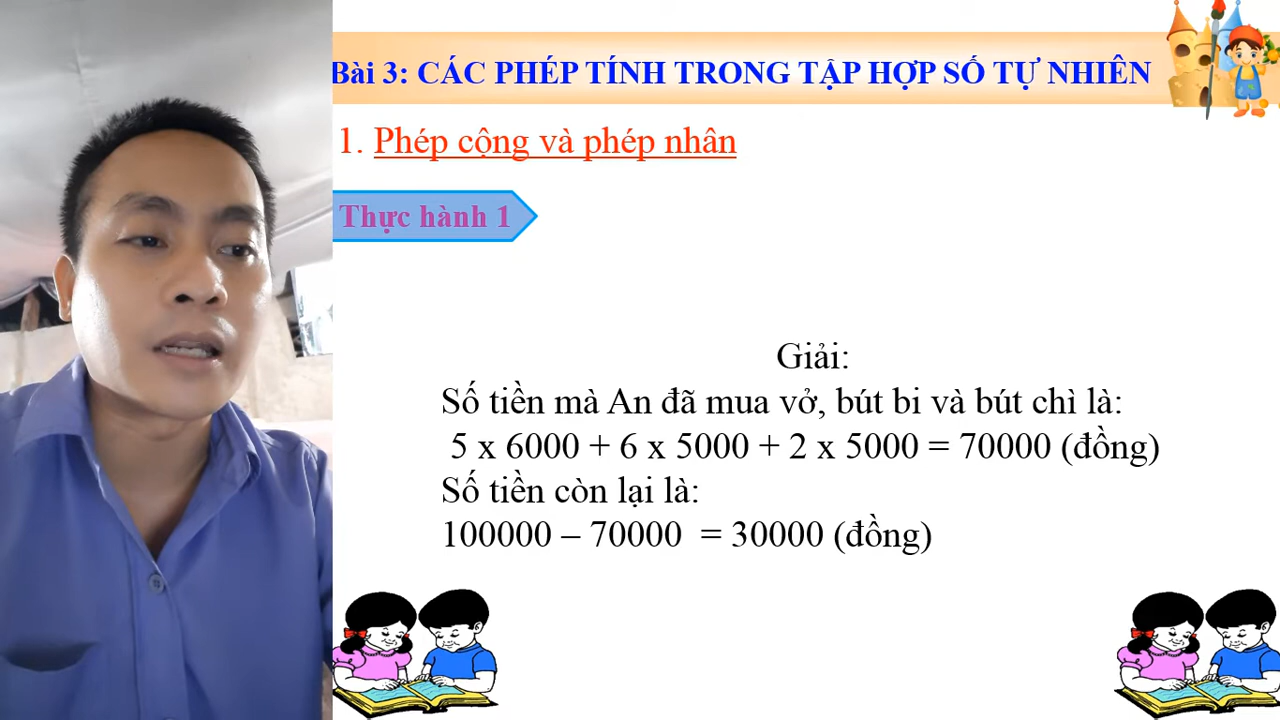 Bài 3: CÁC PHÉP TÍNH TRONG TẬP HỢP SỐ TỰ NHIÊN
1. Phép cộng và phép nhân
Thực hành 1
Giải:
Số tiền mà An đã mua vở, bút bi và bút chì là:
5 x 6000 + 6 x 5000 + 2 x 5000 = 70000 (đồng)
Số tiền còn lại là:
100000 – 70000 = 30000 (đồng)